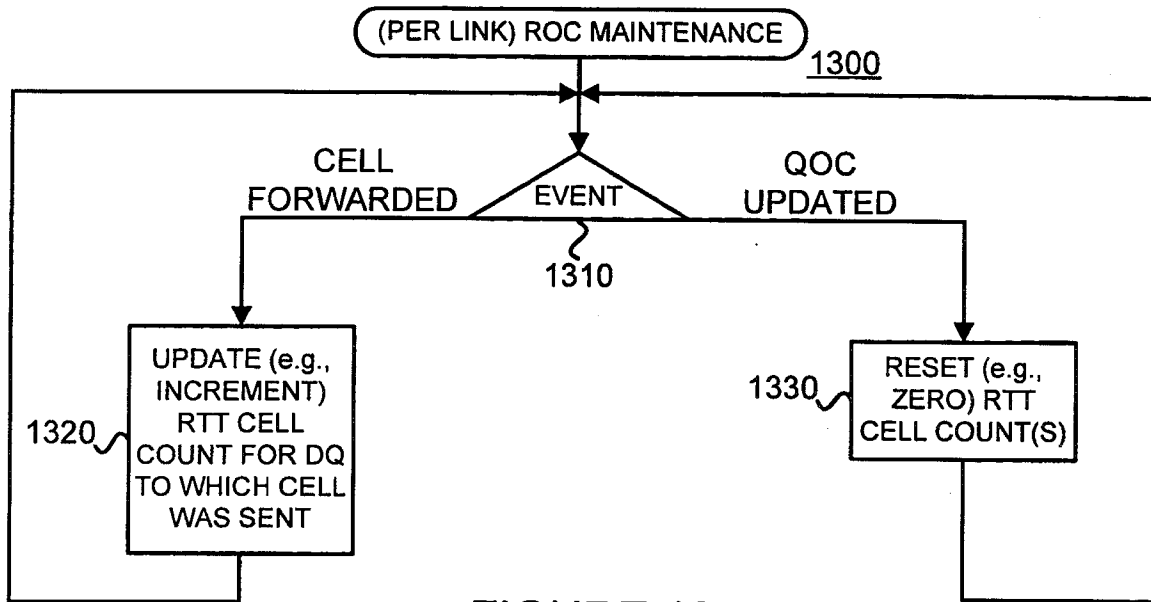 (PER LINK) ROC MAINTENANCE
1300
CELL
FORWARDED
EVENT
QOC
UPDATED
1310
UPDATE (e.g.,
INCREMENT)
RTT CELL
COUNT FOR DQ
TO WHICH CELL
WAS SENT
1320
RESET (e.g.,
ZERO) RTT
CELL COUNT(S)
1330